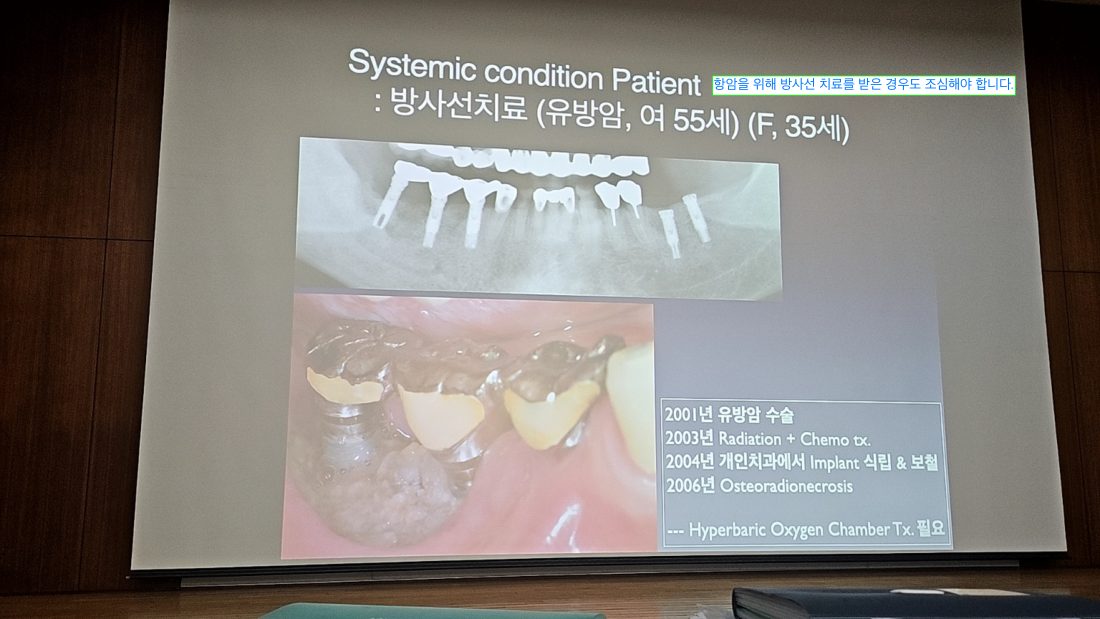 Systemic condition Patient
항암을 위해 방사선 치료를 받은 경우도 조심해야 합니다.
: 방사선치료 (유방암, 여 55세) (F, 35세)
2001년 유방암 수술
2003년 Radiation + Chemo tx.
2004년 개인치과에서 Implant 식립 & 보철
2006년 Osteoradionecrosis
--- Hyperbaric Oxygen Chamber Tx. 필요